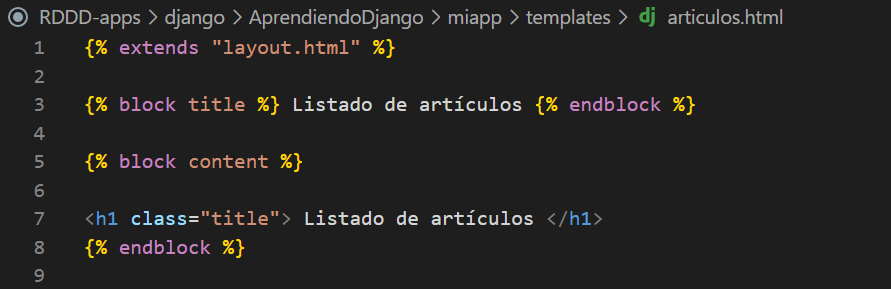 RDDD-apps > django > AprendiendoDjango > miapp > templates > dj articulos.html
1 {% extends "layout.html" %}
2
3 {% block title %} Listado de artículos {% endblock %}
4
5 {% block content %}
6
7 <h1 class="title"> Listado de artículos </h1>
8 {% endblock %}
9